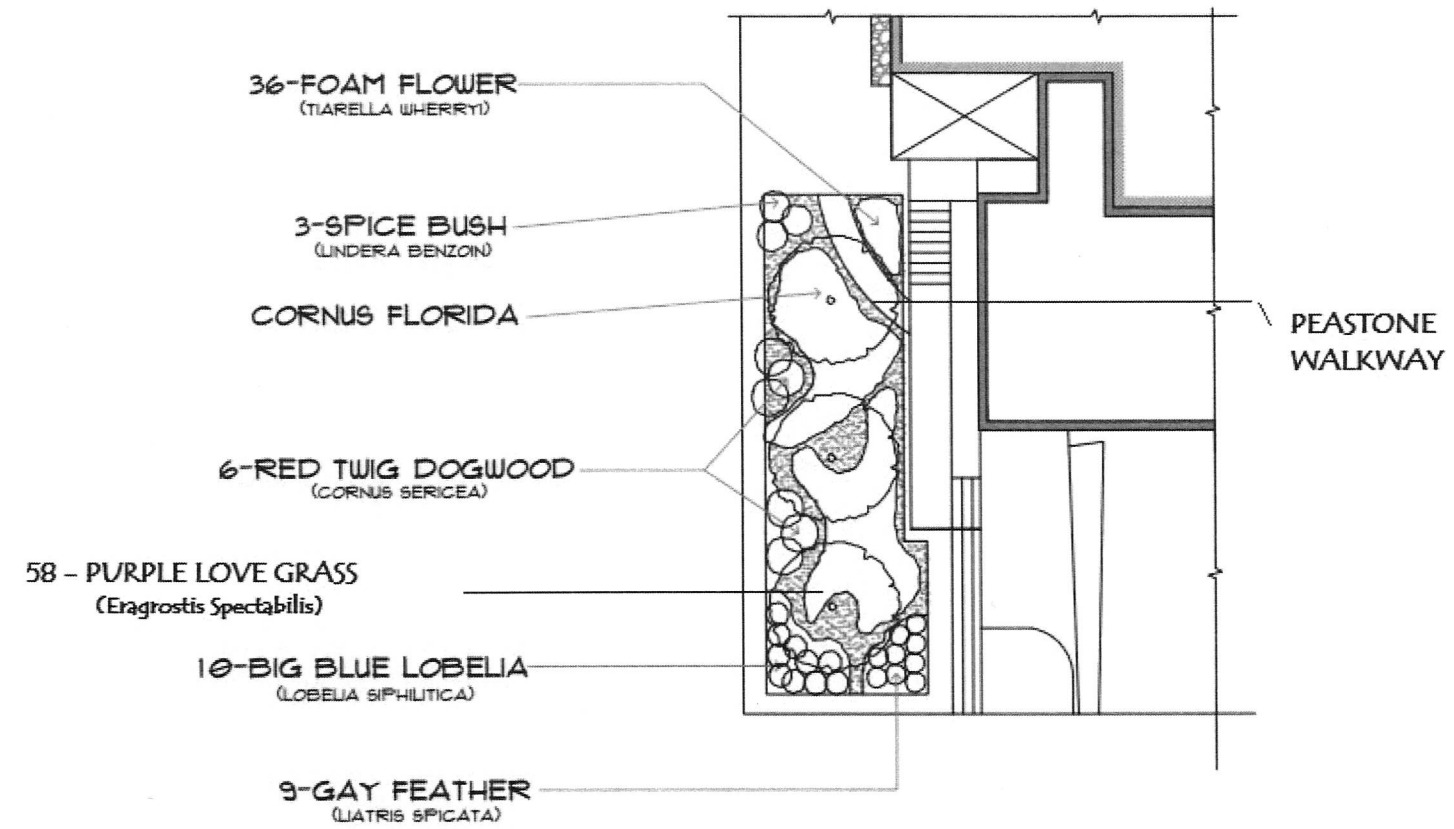 36-FOAM FLOWER
(TIARELLA WHERRYI)
3-SPICE BUSH
(LINDERA BENZOIN)
CORNUS FLORIDA
PEASTONE
WALKWAY
6-RED TWIG DOGWOOD
(CORNUS SERICEA)
58 – PURPLE LOVE GRASS
(Eragrostis Spectabilis)
10-BIG BLUE LOBELIA
(LOBELIA SIPHILITICA)
9-GAY FEATHER
(LIATRIS SPICATA)